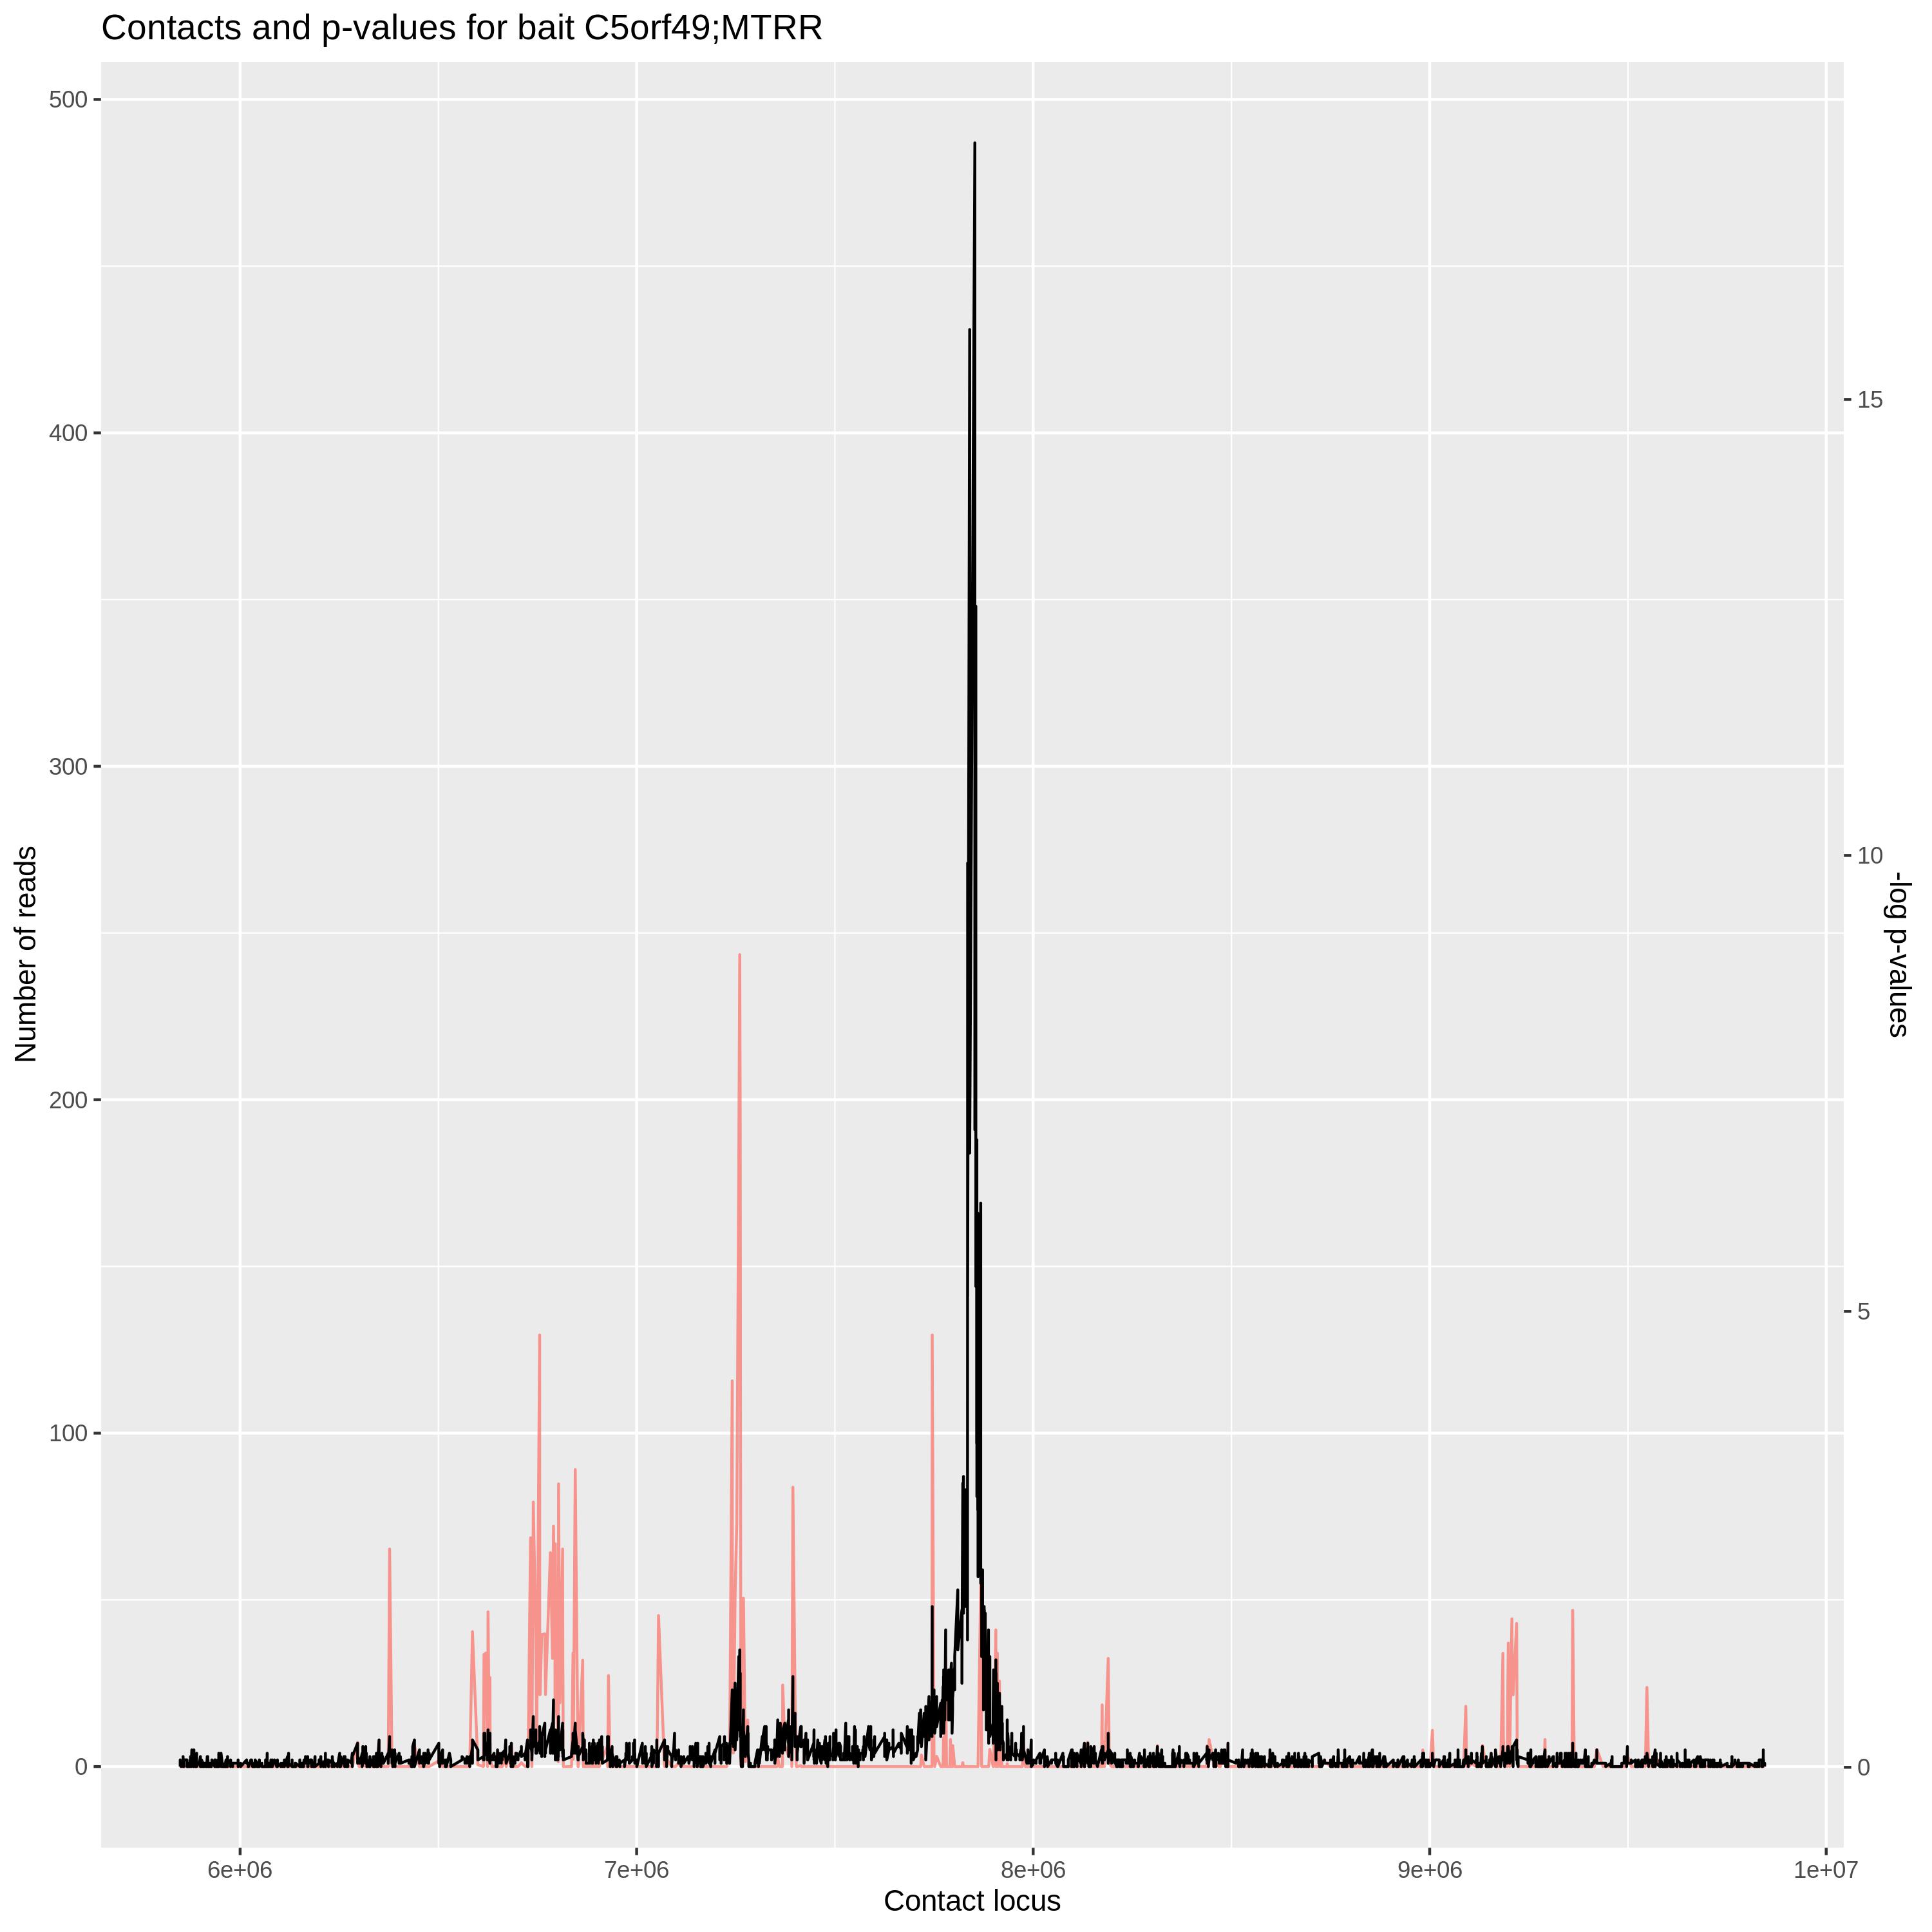 Contacts and p-values for bait C5orf49;MTRR
500
400
300
200
100
0
Number of reads
15
10
5
0
-log p-values
6e+06
7e+06
8e+06
9e+06
1e+07
Contact locus